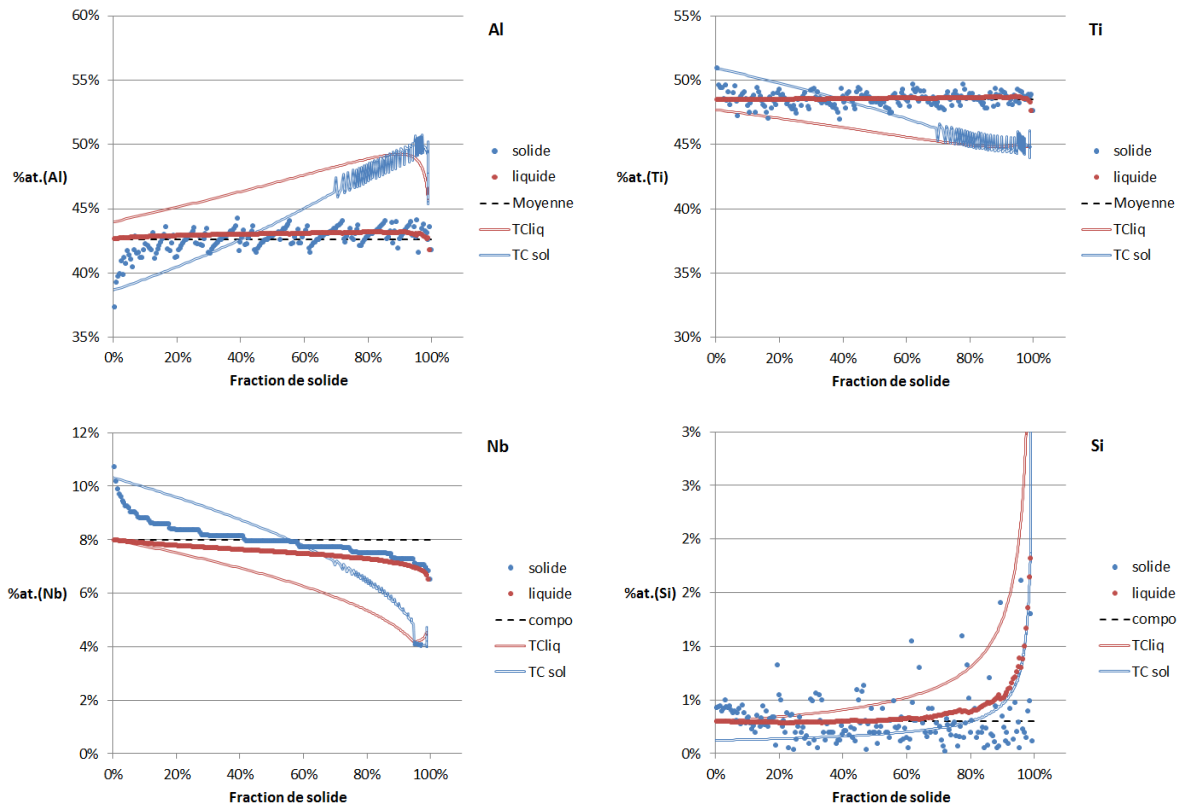 Al
60%
55%
50%
45%
40%
35%
%at.(Al)
0%
20%
40%
60%
80%
100%
Fraction de solide
solide
liquide
Moyenne
TCliq
TC sol
Ti
55%
50%
45%
40%
35%
30%
%at.(Ti)
0%
20%
40%
60%
80%
100%
Fraction de solide
solide
liquide
Moyenne
TCliq
TC sol
Nb
12%
10%
8%
6%
4%
2%
0%
%at.(Nb)
0%
20%
40%
60%
80%
100%
Fraction de solide
solide
liquide
compo
TCliq
TC sol
Si
3%
3%
2%
2%
1%
1%
0%
%at.(Si)
0%
20%
40%
60%
80%
100%
Fraction de solide
solide
liquide
compo
TCliq
TC sol